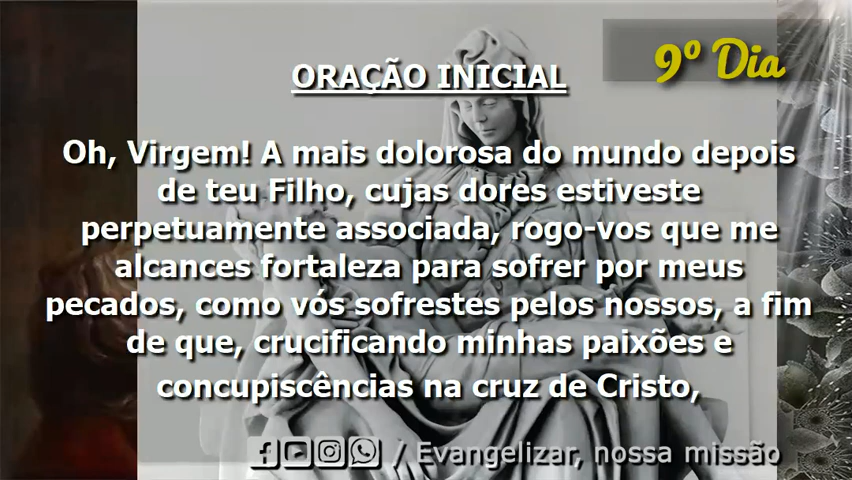 9º Dia
ORAÇÃO INICIAL
Oh, Virgem! A mais dolorosa do mundo depois
de teu Filho, cujas dores estiveste
perpetuamente associada, rogo-vos que me
alcances fortaleza para sofrer por meus
pecados, como vós sofrestes pelos nossos, a fim
de que, crucificando minhas paixões e
concupiscências na cruz de Cristo,
/ Evangelizar, nossa missão